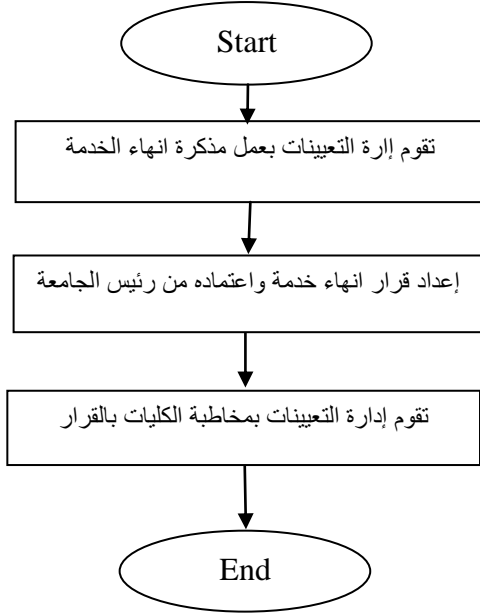 Start
تقوم إارة التعيينات بعمل مذكرة انهاء الخدمة
إعداد قرار انهاء خدمة واعتماده من رئيس الجامعة
تقوم إدارة التعيينات بمخاطبة الكليات بالقرار
End